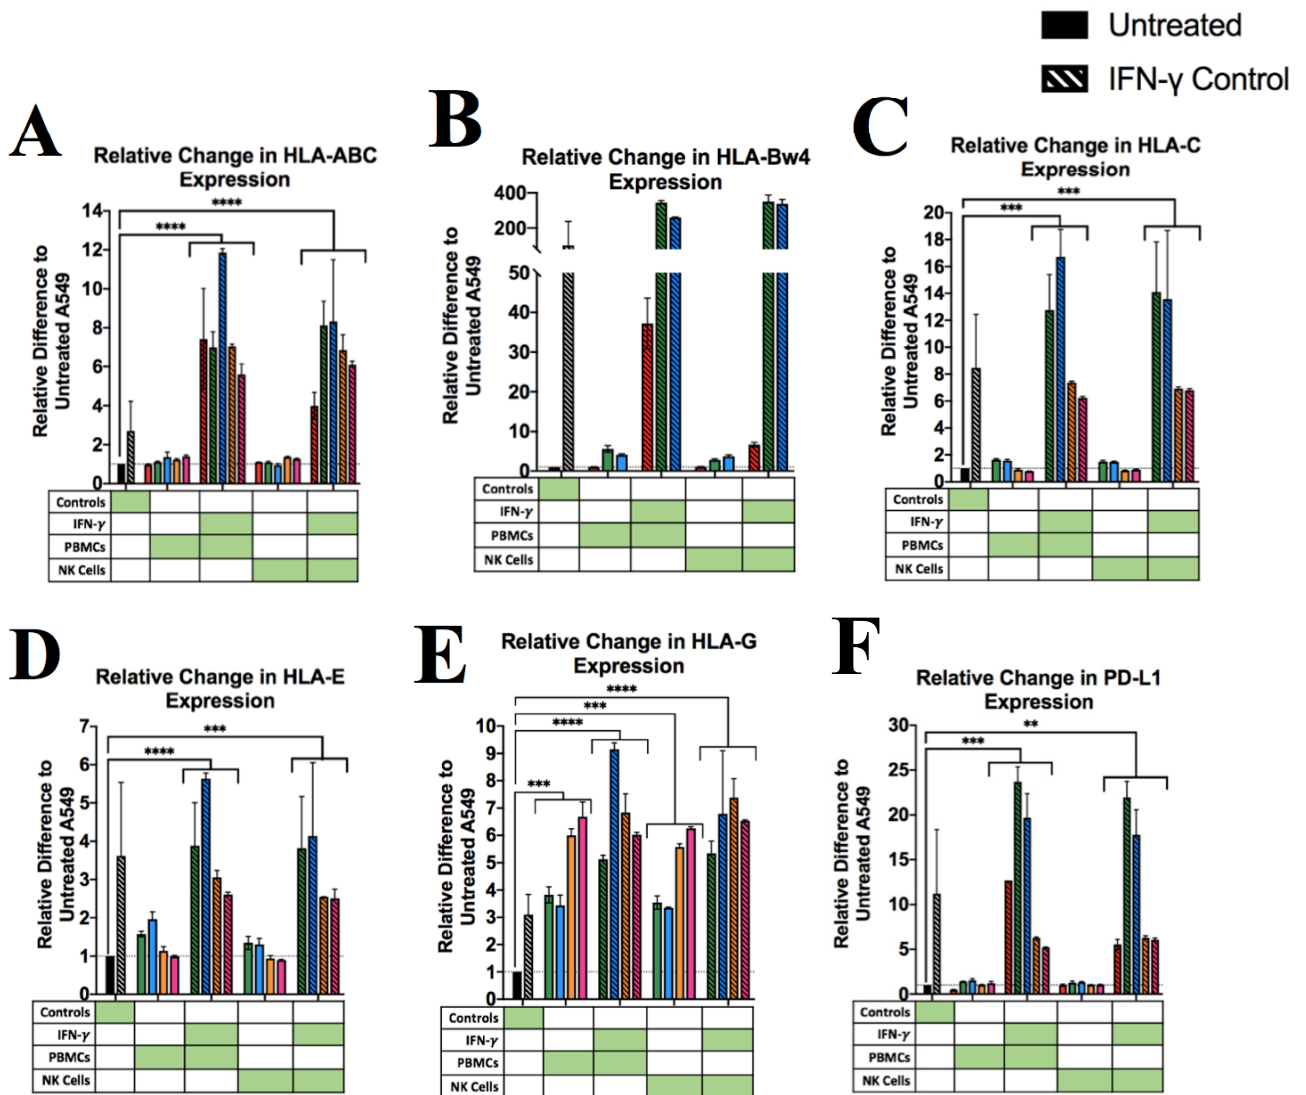 Untreated
IFN-γ Control
A
Relative Change in HLA-ABC
Expression
Relative Difference to
Untreated A549
14
12
10
8
6
4
2
0
****
****
Controls
IFN-γ
PBMCs
NK Cells
B
Relative Change in HLA-Bw4
Expression
Relative Difference to
Untreated A549
400
200
50
40
30
20
10
0
Controls
IFN-γ
PBMCs
NK Cells
C
Relative Change in HLA-C
Expression
Relative Difference to
Untreated A549
20
18
16
14
12
10
8
6
4
2
0
***
***
Controls
IFN-γ
PBMCs
NK Cells
D
Relative Change in HLA-E
Expression
Relative Difference to
Untreated A549
7
6
5
4
3
2
1
0
***
****
Controls
IFN-γ
PBMCs
NK Cells
E
Relative Change in HLA-G
Expression
Relative Difference to
Untreated A549
10
9
8
7
6
5
4
3
2
1
0
****
***
****
***
Controls
IFN-γ
PBMCs
NK Cells
F
Relative Change in PD-L1
Expression
Relative Difference to
Untreated A549
30
25
20
15
10
5
0
**
***
Controls
IFN-γ
PBMCs
NK Cells